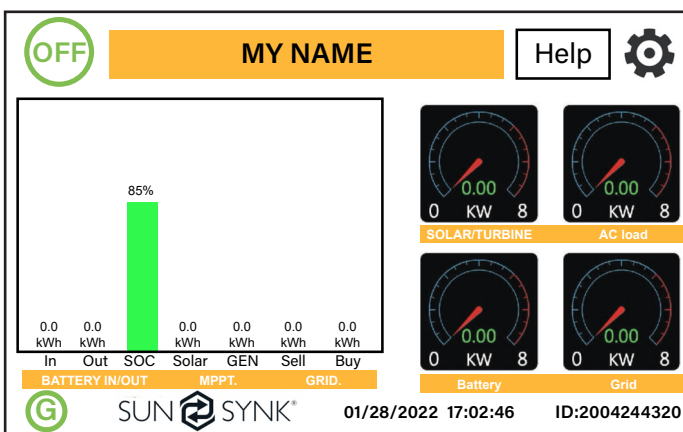 OFF
MY NAME
Help
85%
0.0 0.0 0.0 0.0 0.0 0.0
kWh kWh kWh kWh kWh kWh
In Out SOC Solar GEN Sell Buy
BATTERY IN/OUT MPPT. GRID.
0.00
0 KW 8
SOLAR/TURBINE
0.00
0 KW 8
AC load
0.00
0 KW 8
Battery
0.00
0 KW 8
Grid
G
SUN SYNK®
01/28/2022 17:02:46
ID:2004244320